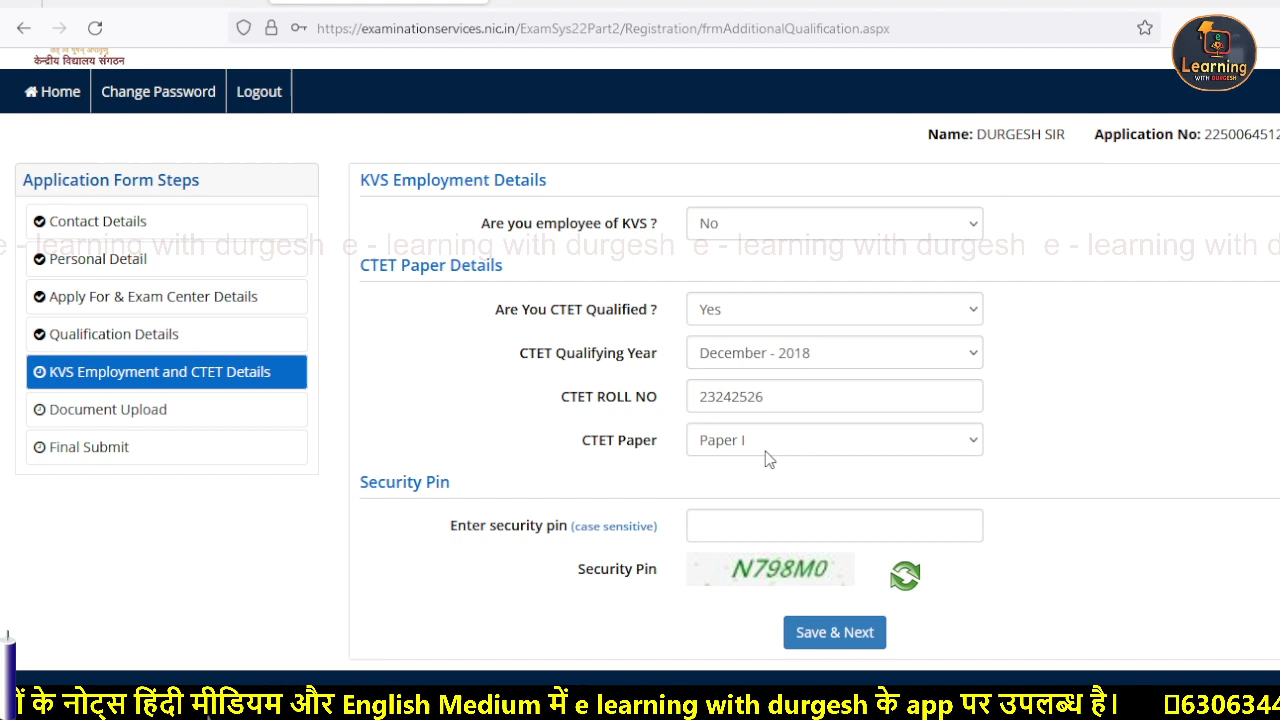 https://examinationservices.nic.in/ExamSys22Part2/Registration/frmAdditionalQualification.aspx
केन्द्रीय विद्यालय संगठन
e
Learning
WITH DURGESH
Home Change Password Logout
Name: DURGESH SIR Application No: 2250064512
Application Form Steps
Contact Details
Personal Detail
Apply For & Exam Center Details
Qualification Details
KVS Employment and CTET Details
Document Upload
Final Submit
KVS Employment Details
Are you employee of KVS ? No
e - learning with durgesh e - learning with durgesh e - learning with durgesh e - learning with d
CTET Paper Details
Are You CTET Qualified ? Yes
CTET Qualifying Year December - 2018
CTET ROLL NO 23242526
CTET Paper Paper I
Security Pin
Enter security pin (case sensitive)
Security Pin N798M0
Save & Next
के नोट्स हिंदी मीडियम और English Medium में e learning with durgesh के app पर उपलब्ध है। 6306344